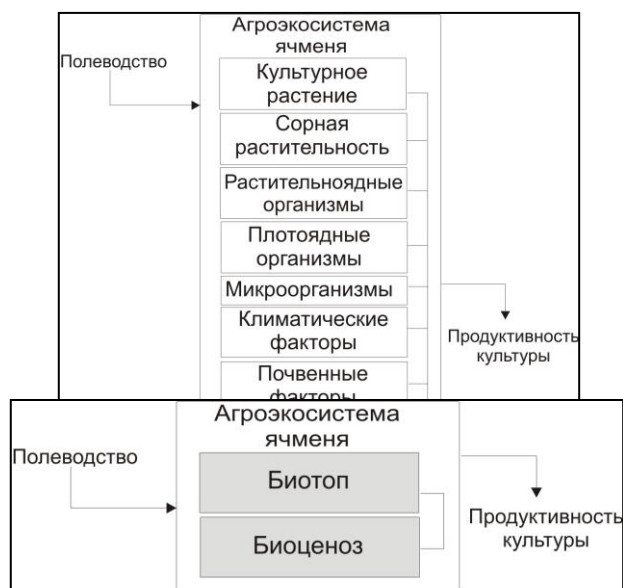 Агроэкосистема
ячменя
Полеводство
Культурное
растение
Сорная
растительность
Растительноядные
организмы
Плотоядные
организмы
Микроорганизмы
Климатические
факторы
Продуктивность
культуры
Почвенные
факторы
Агроэкосистема
ячменя
Полеводство
Биотоп
Биоценоз
Продуктивность
культуры